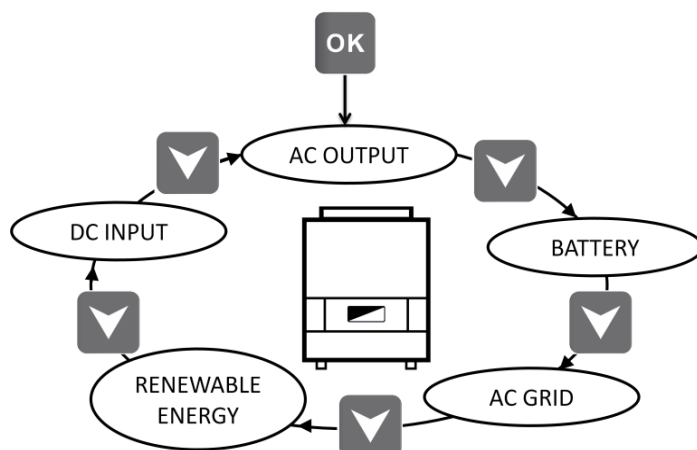 OK
AC OUTPUT
DC INPUT
BATTERY
RENEWABLE
ENERGY
AC GRID